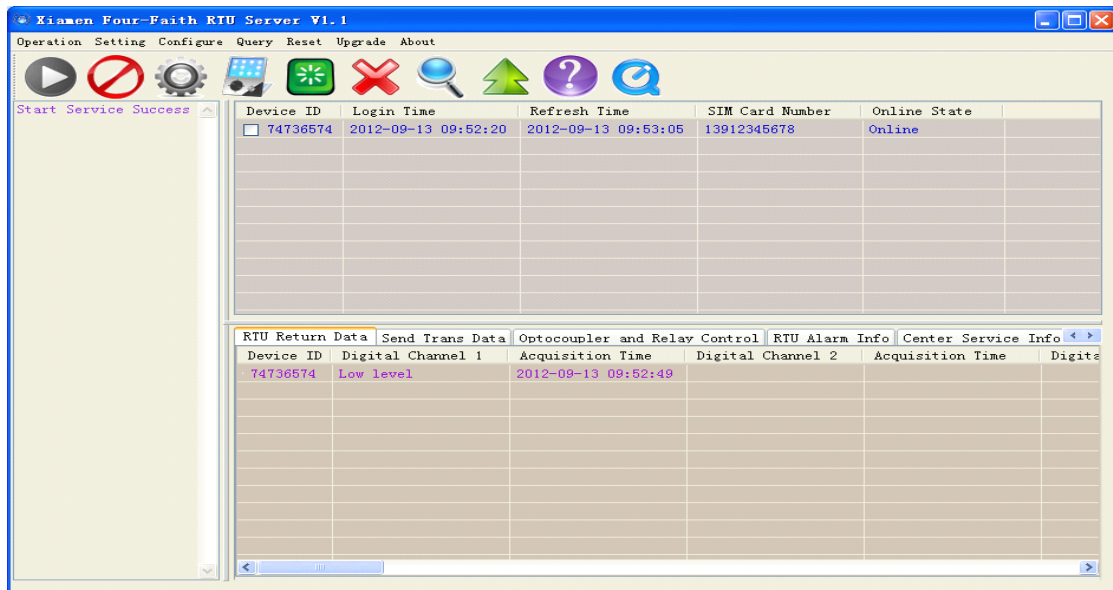 Xiamen Four-Faith RTU Server V1.1
Operation Setting Configure Query Reset Upgrade About
Start Service Success
Device ID Login Time Refresh Time SIM Card Number Online State
74736574 2012-09-13 09:52:20 2012-09-13 09:53:05 13912345678 Online
RTU Return Data Send Trans Data Optocoupler and Relay Control RTU Alarm Info Center Service Info
Device ID Digital Channel 1 Acquisition Time Digital Channel 2 Acquisition Time Digita
74736574 Low level 2012-09-13 09:52:49